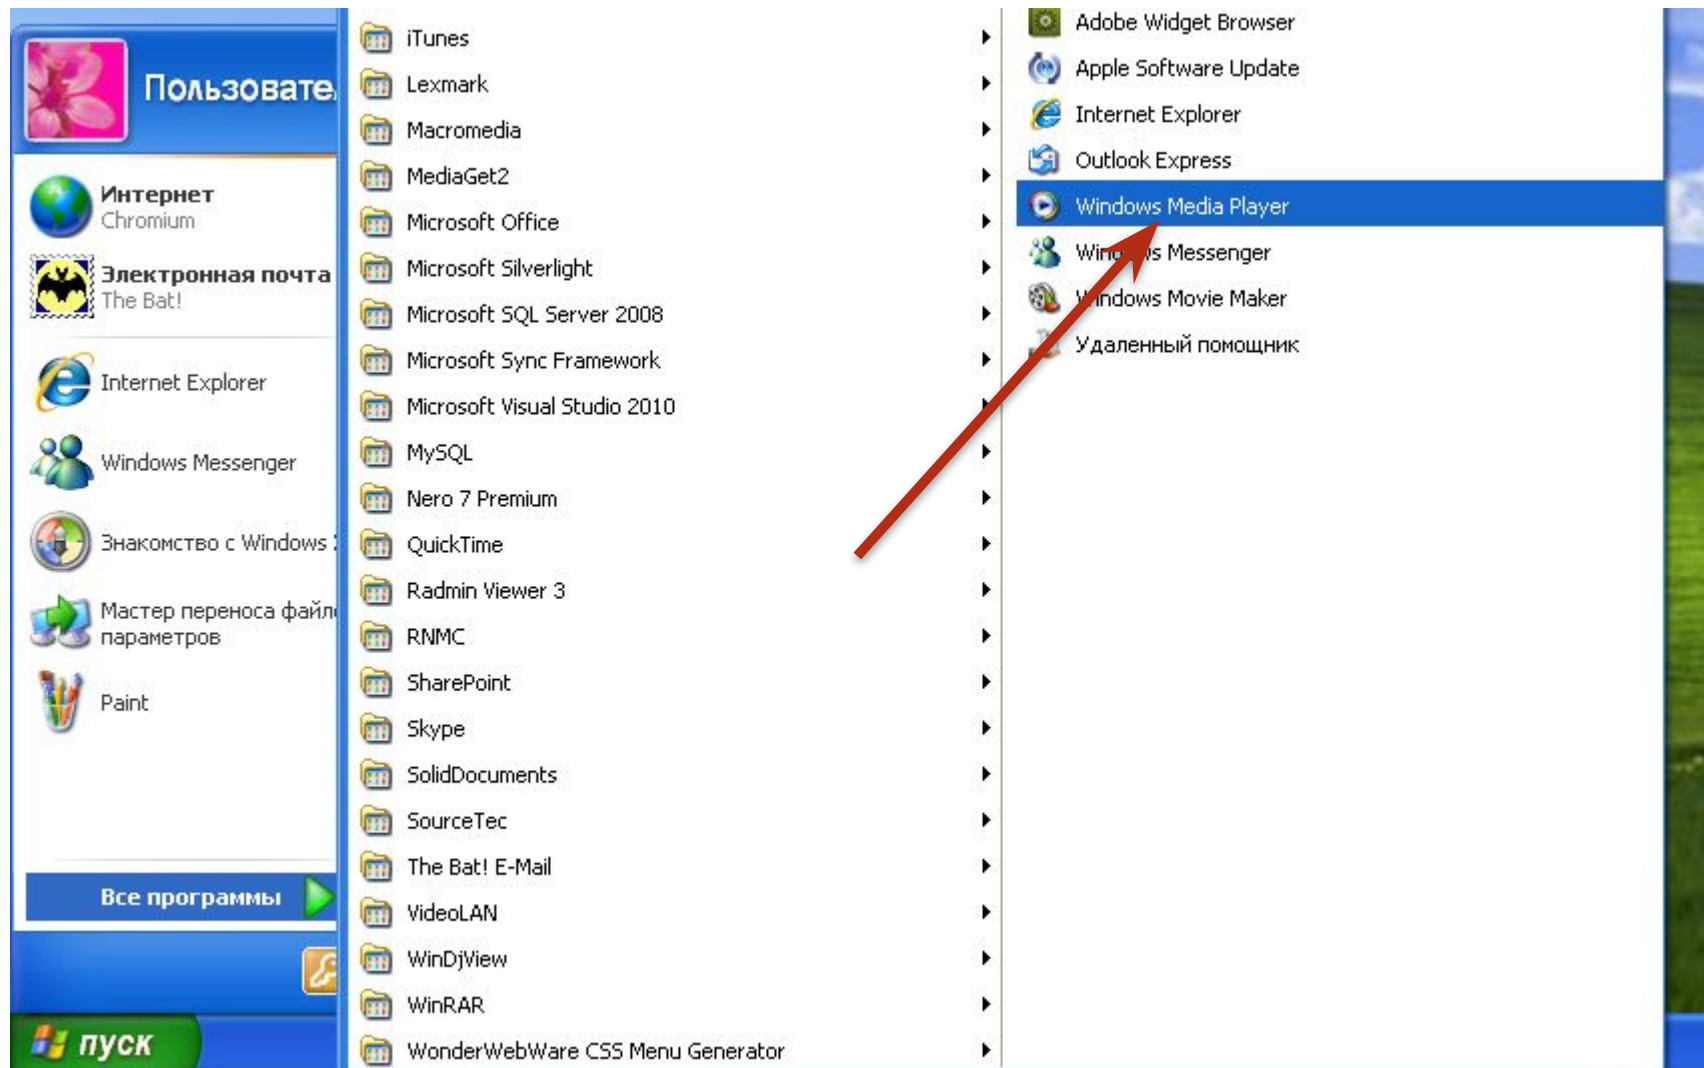 Пользовате
Интернет
Chromium
Электронная почта
The Bat!
Internet Explorer
Windows Messenger
Знакомство с Windows
Мастер переноса файл
параметров
Paint
Все программы
пуск
iTunes
Lexmark
Macromedia
MediaGet2
Microsoft Office
Microsoft Silverlight
Microsoft SQL Server 2008
Microsoft Sync Framework
Microsoft Visual Studio 2010
MySQL
Nero 7 Premium
QuickTime
Radmin Viewer 3
RNMC
SharePoint
Skype
SolidDocuments
SourceTec
The Bat! E-Mail
VideoLAN
WinDjView
WinRAR
WonderWebWare CSS Menu Generator
Adobe Widget Browser
Apple Software Update
Internet Explorer
Outlook Express
Windows Media Player
Windows Messenger
Windows Movie Maker
Удаленный помощник